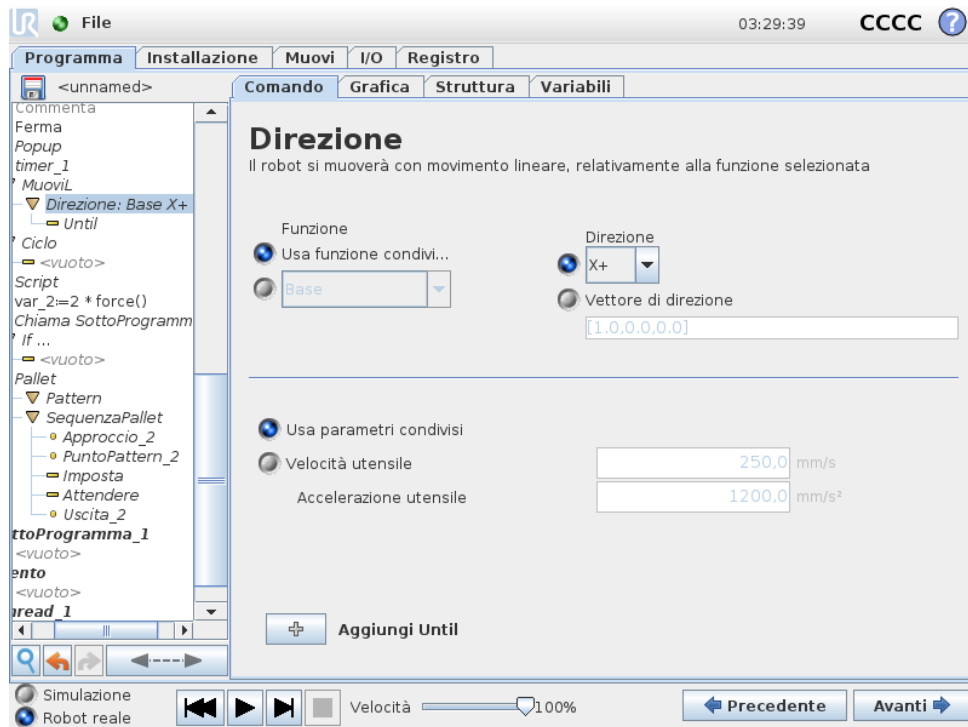 File
03:29:39
CCCC
?
Programma
Installazione
Muovi
I/O
Registro
<unnamed>
Comando
Grafica
Struttura
Variabili
Commenta
Ferma
Popup
timer_1
MuoviL
Direzione: Base X+
Until
Ciclo
<vuoto>
Script
var_2:=2 * force()
Chiama SottoProgramm
If ...
<vuoto>
Pallet
Pattern
SequenzaPallet
Approccio_2
PuntoPattern_2
Imposta
Attendere
Uscita_2
ttoProgramma_1
<vuoto>
ento
<vuoto>
hread_1
Direzione
Il robot si muoverà con movimento lineare, relativamente alla funzione selezionata
Funzione
Usa funzione condivi...
Base
Direzione
X+
Vettore di direzione
[1.0,0.0,0.0]
Usa parametri condivisi
Velocità utensile
250,0 mm/s
Accelerazione utensile
1200,0 mm/s²
Aggiungi Until
Simulazione
Robot reale
Velocità
100%
Precedente
Avanti